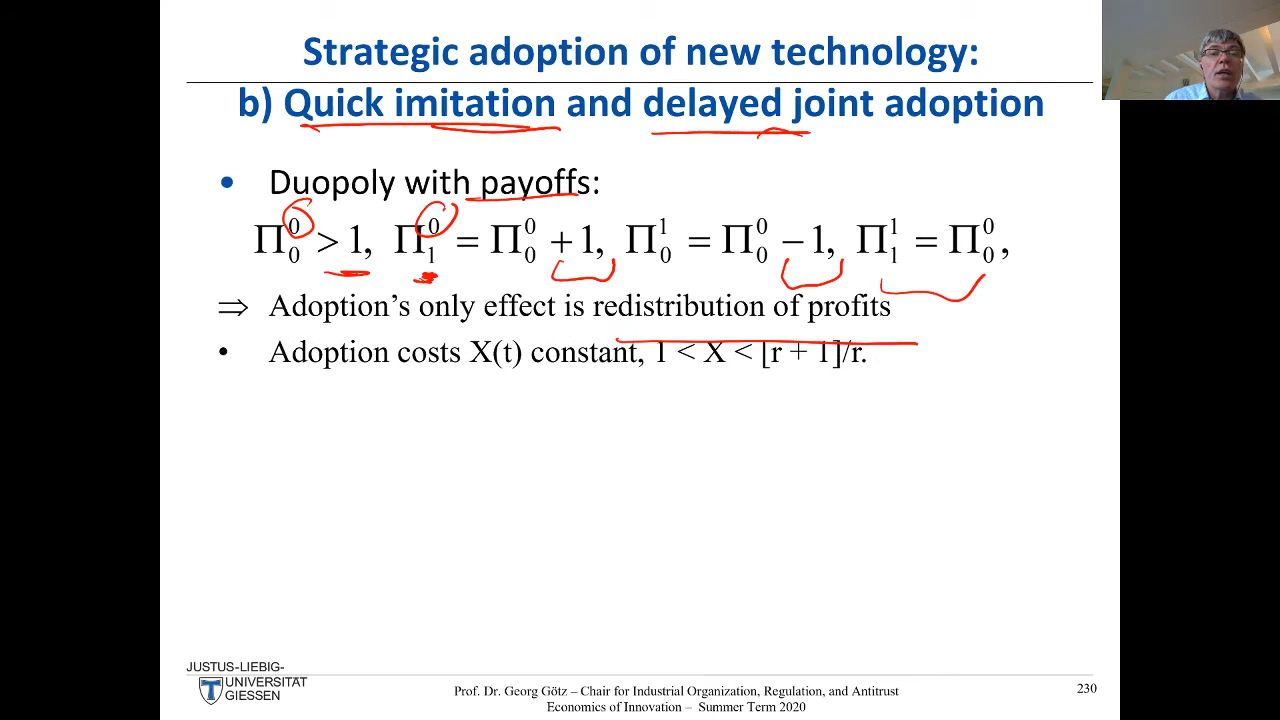 Strategic adoption of new technology:
b) Quick imitation and delayed joint adoption
• Duopoly with payoffs:
Π₀⁰ > 1, Π₁⁰ = Π₀⁰ + 1, Π₀¹ = Π₀⁰ − 1, Π₁¹ = Π₀⁰,
⇒ Adoption's only effect is redistribution of profits
• Adoption costs X(t) constant, 1 < X < [r + 1]/r.
JUSTUS-LIEBIG-
UNIVERSITÄT
GIESSEN
Prof. Dr. Georg Götz – Chair for Industrial Organization, Regulation, and Antitrust
Economics of Innovation – Summer Term 2020
230